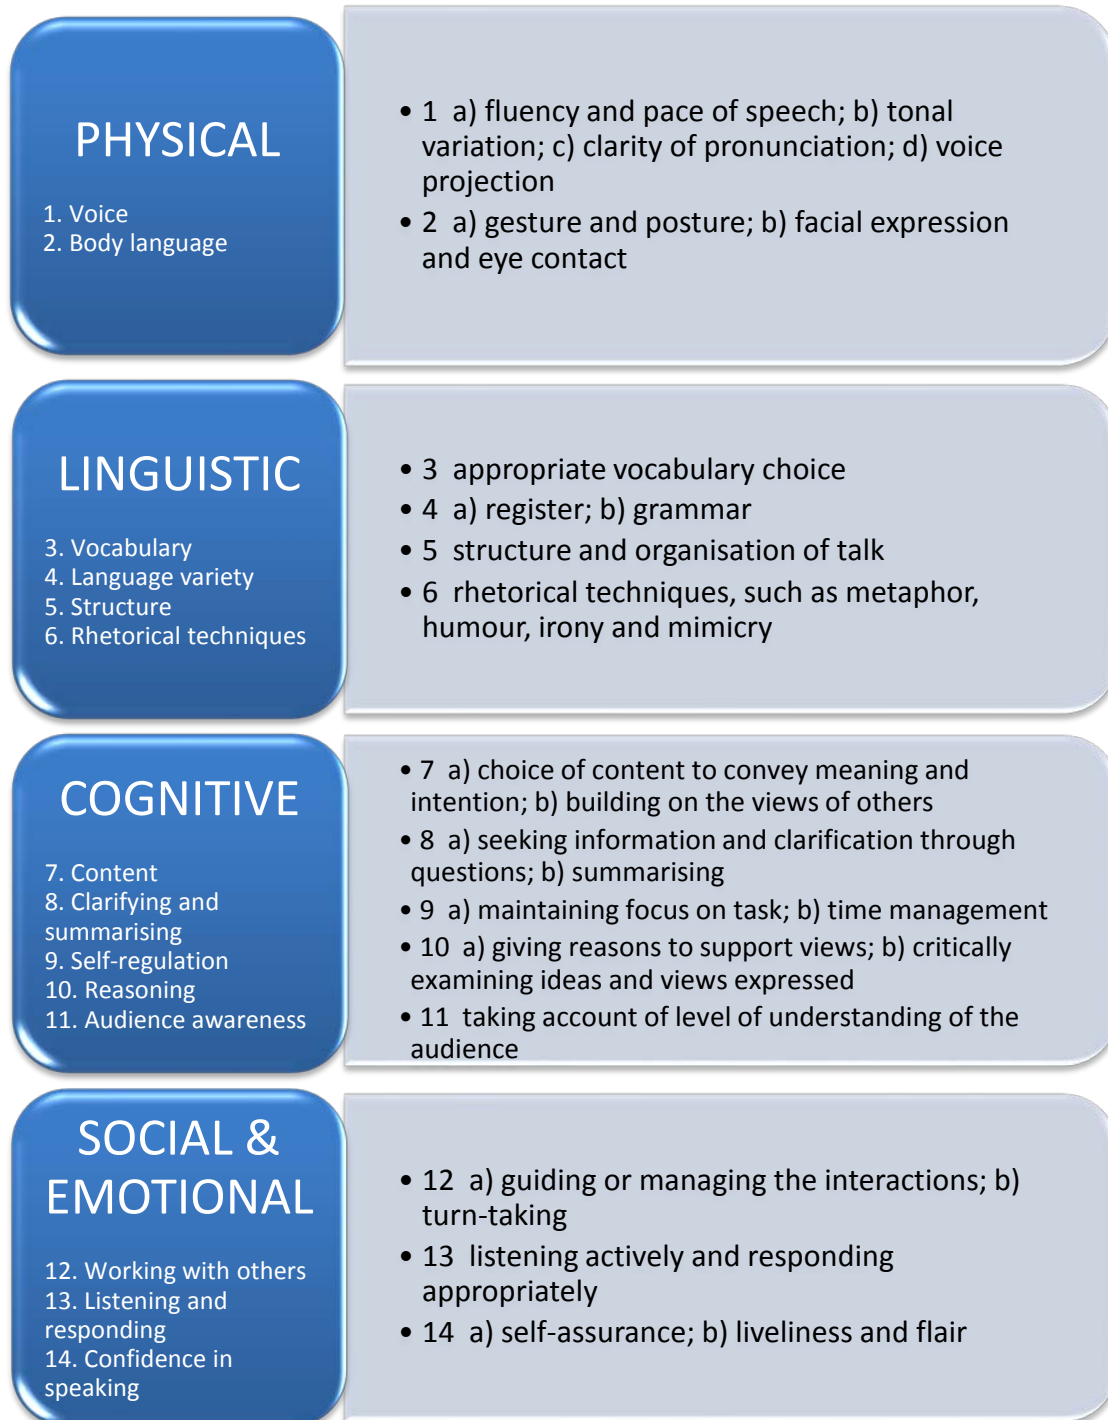 PHYSICAL
1. Voice
2. Body language
• 1 a) fluency and pace of speech; b) tonal
variation; c) clarity of pronunciation; d) voice
projection
• 2 a) gesture and posture; b) facial expression
and eye contact
LINGUISTIC
3. Vocabulary
4. Language variety
5. Structure
6. Rhetorical techniques
• 3 appropriate vocabulary choice
• 4 a) register; b) grammar
• 5 structure and organisation of talk
• 6 rhetorical techniques, such as metaphor,
humour, irony and mimicry
COGNITIVE
7. Content
8. Clarifying and
summarising
9. Self-regulation
10. Reasoning
11. Audience awareness
• 7 a) choice of content to convey meaning and
intention; b) building on the views of others
• 8 a) seeking information and clarification through
questions; b) summarising
• 9 a) maintaining focus on task; b) time management
• 10 a) giving reasons to support views; b) critically
examining ideas and views expressed
• 11 taking account of level of understanding of the
audience
SOCIAL &
EMOTIONAL
12. Working with others
13. Listening and
responding
14. Confidence in
speaking
• 12 a) guiding or managing the interactions; b)
turn-taking
• 13 listening actively and responding
appropriately
• 14 a) self-assurance; b) liveliness and flair